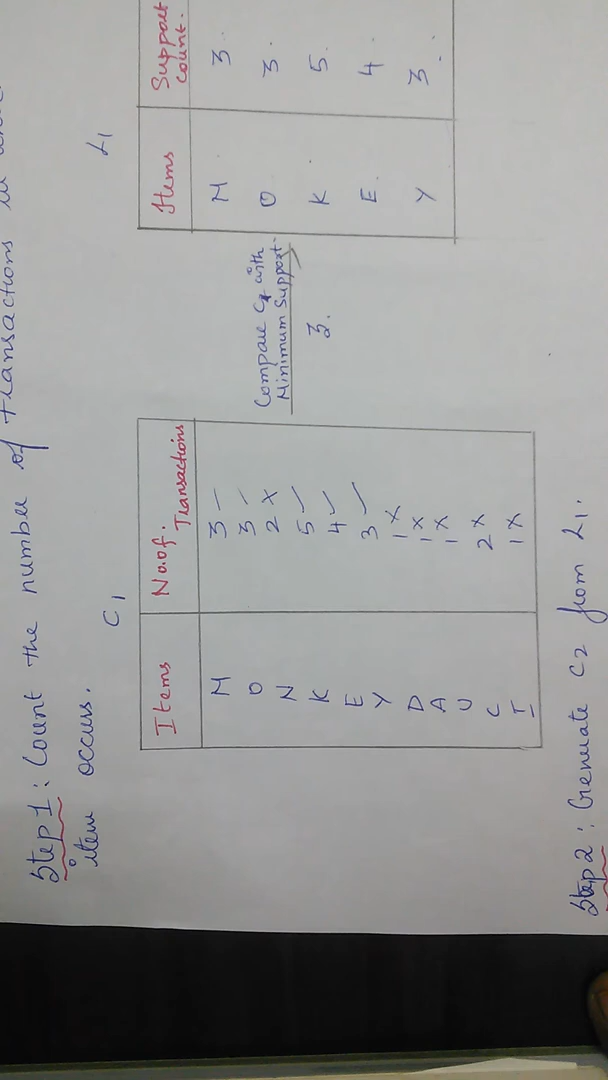 Step 1: Count the number of transactions in
item occurs.
C1
Items No.of. Transactions
M 3 –
O 3 –
N 2 ×
K 5 ✓
E 4 ✓
Y 3 ✓
D 1 ×
A 1 ×
U 1 ×
C 2 ×
I 1 ×
Compare C1 with
Minimum Support
3.
L1
Items Support count.
M 3
O 3.
K 5
E 4
Y 3
Step 2: Genuate C2 from L1.